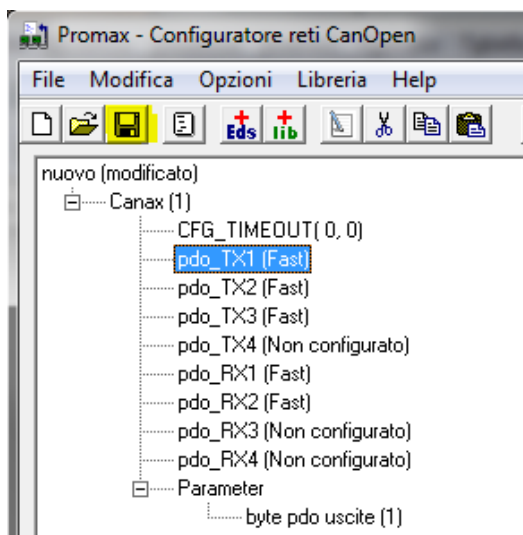 Promax - Configuratore reti CanOpen
File Modifica Opzioni Libreria Help
Eds lib
nuovo (modificato)
Canax (1)
CFG_TIMEOUT( 0, 0)
pdo_TX1 (Fast)
pdo_TX2 (Fast)
pdo_TX3 (Fast)
pdo_TX4 (Non configurato)
pdo_RX1 (Fast)
pdo_RX2 (Fast)
pdo_RX3 (Non configurato)
pdo_RX4 (Non configurato)
Parameter
byte pdo uscite (1)